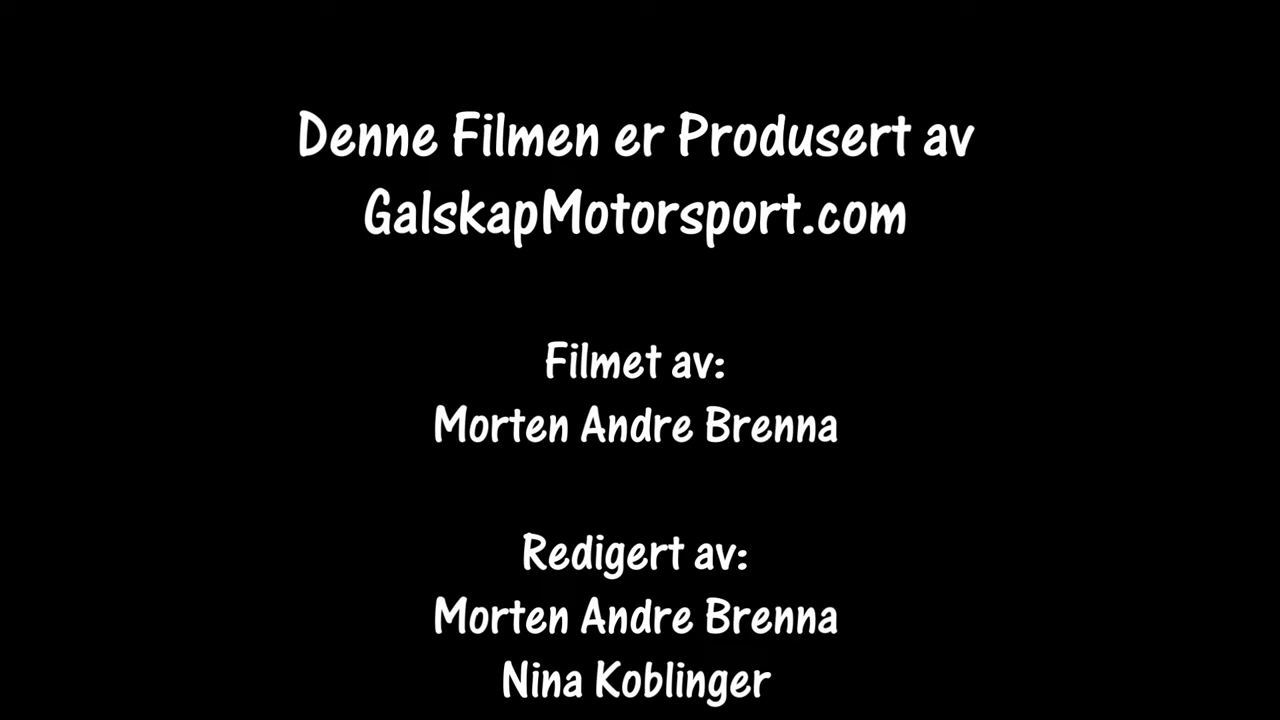 Denne Filmen er Produsert av
GalskapMotorsport.com
Filmet av:
Morten Andre Brenna
Redigert av:
Morten Andre Brenna
Nina Koblinger